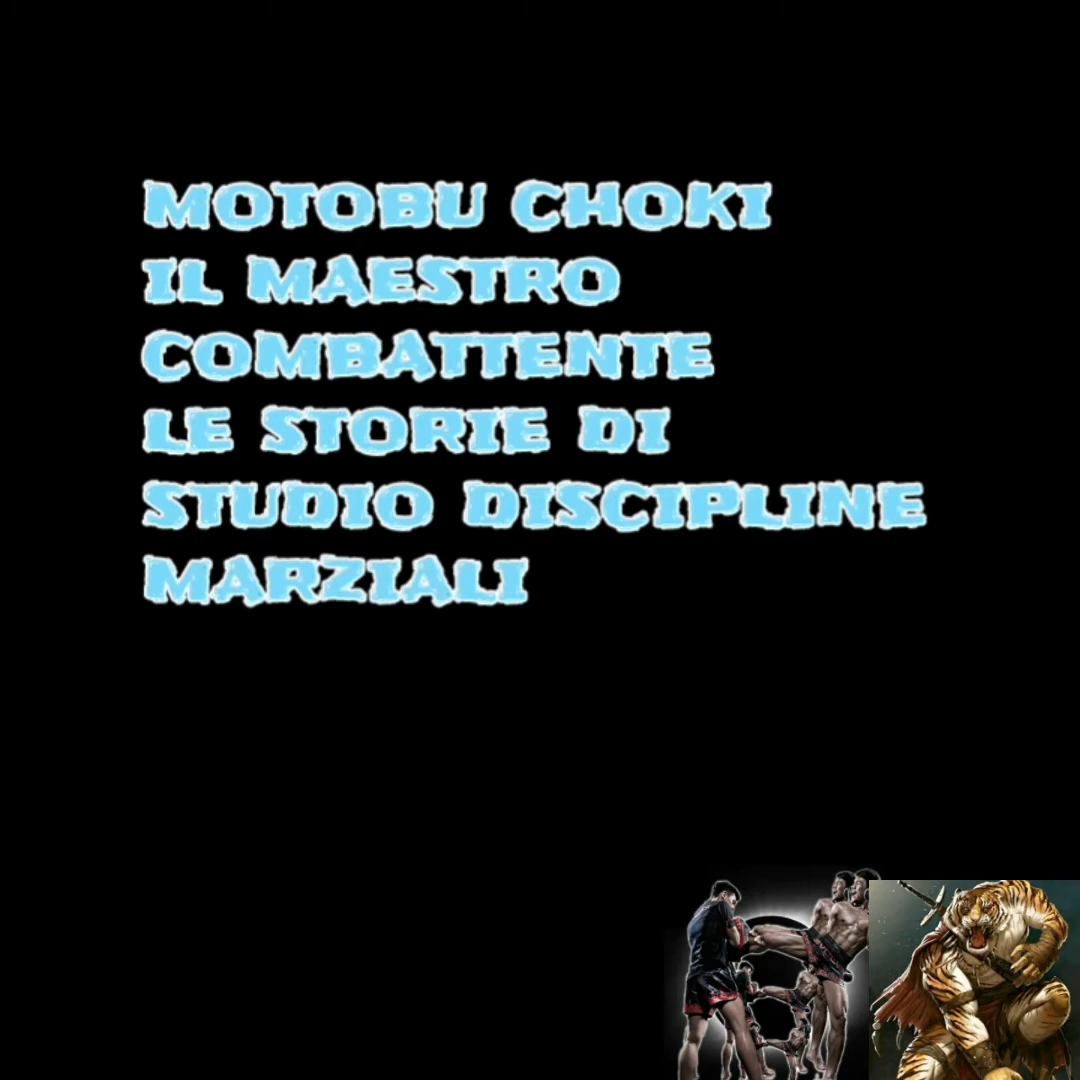 MOTOBU CHOKI
IL MAESTRO
COMBATTENTE
LE STORIE DI
STUDIO DISCIPLINE
MARZIALI